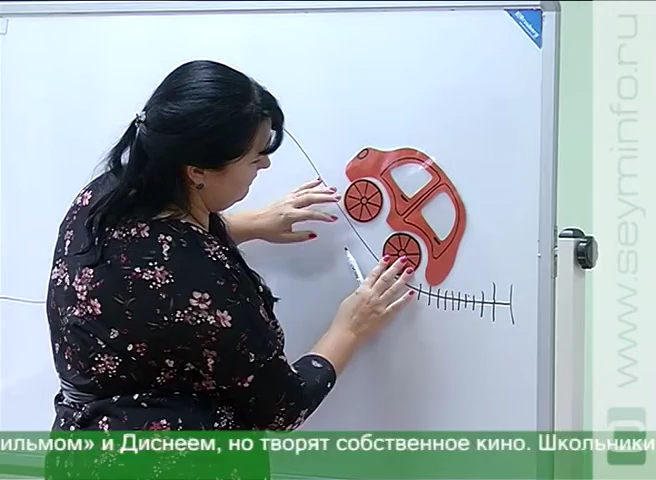 www.seyminfo.ru
ильмом» и Диснеем, но творят собственное кино. Школьники